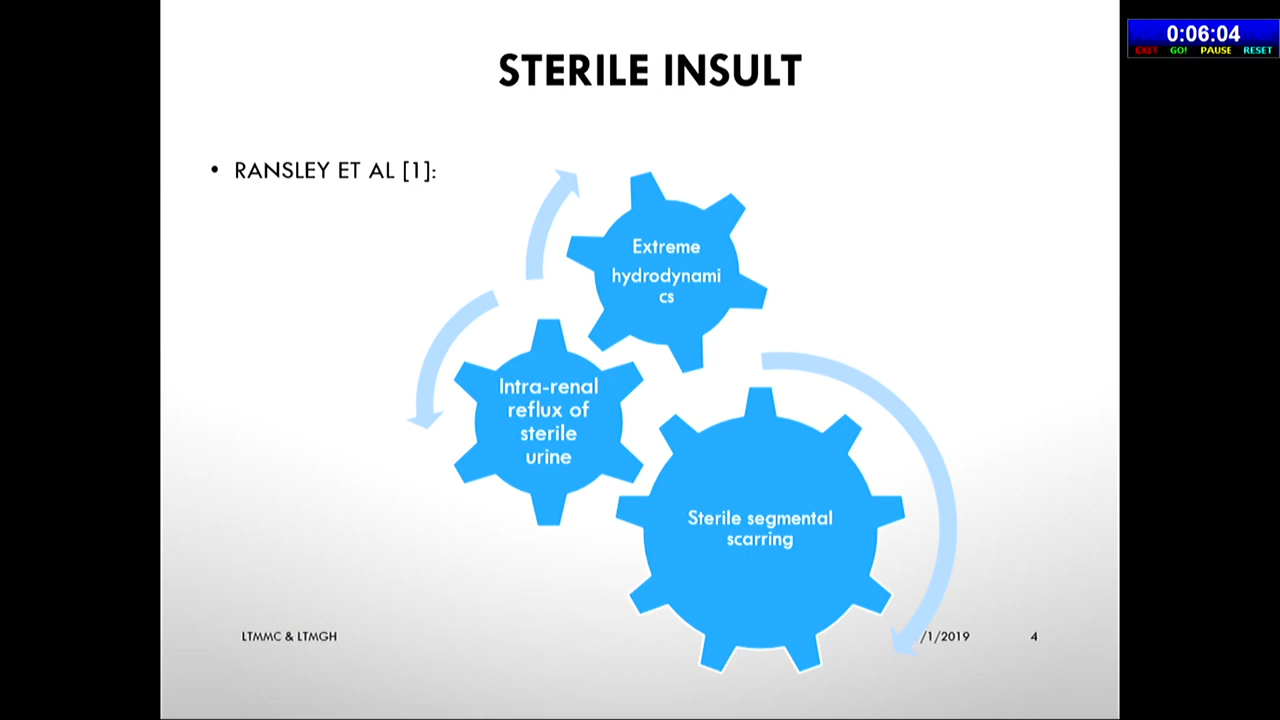 0:06:04
EXIT GO! PAUSE RESET
STERILE INSULT
• RANSLEY ET AL [1]:
Extreme
hydrodynami
cs
Intra-renal
reflux of
sterile
urine
Sterile segmental
scarring
LTMMC & LTMGH
/1/2019
4